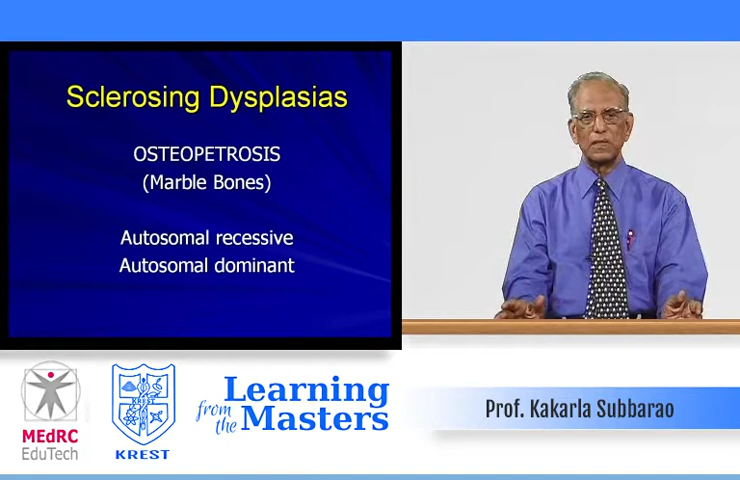 Sclerosing Dysplasias
OSTEOPETROSIS
(Marble Bones)
Autosomal recessive
Autosomal dominant
MEdRC
EduTech
KREST
KREST
Learning
from the Masters
Prof. Kakarla Subbarao